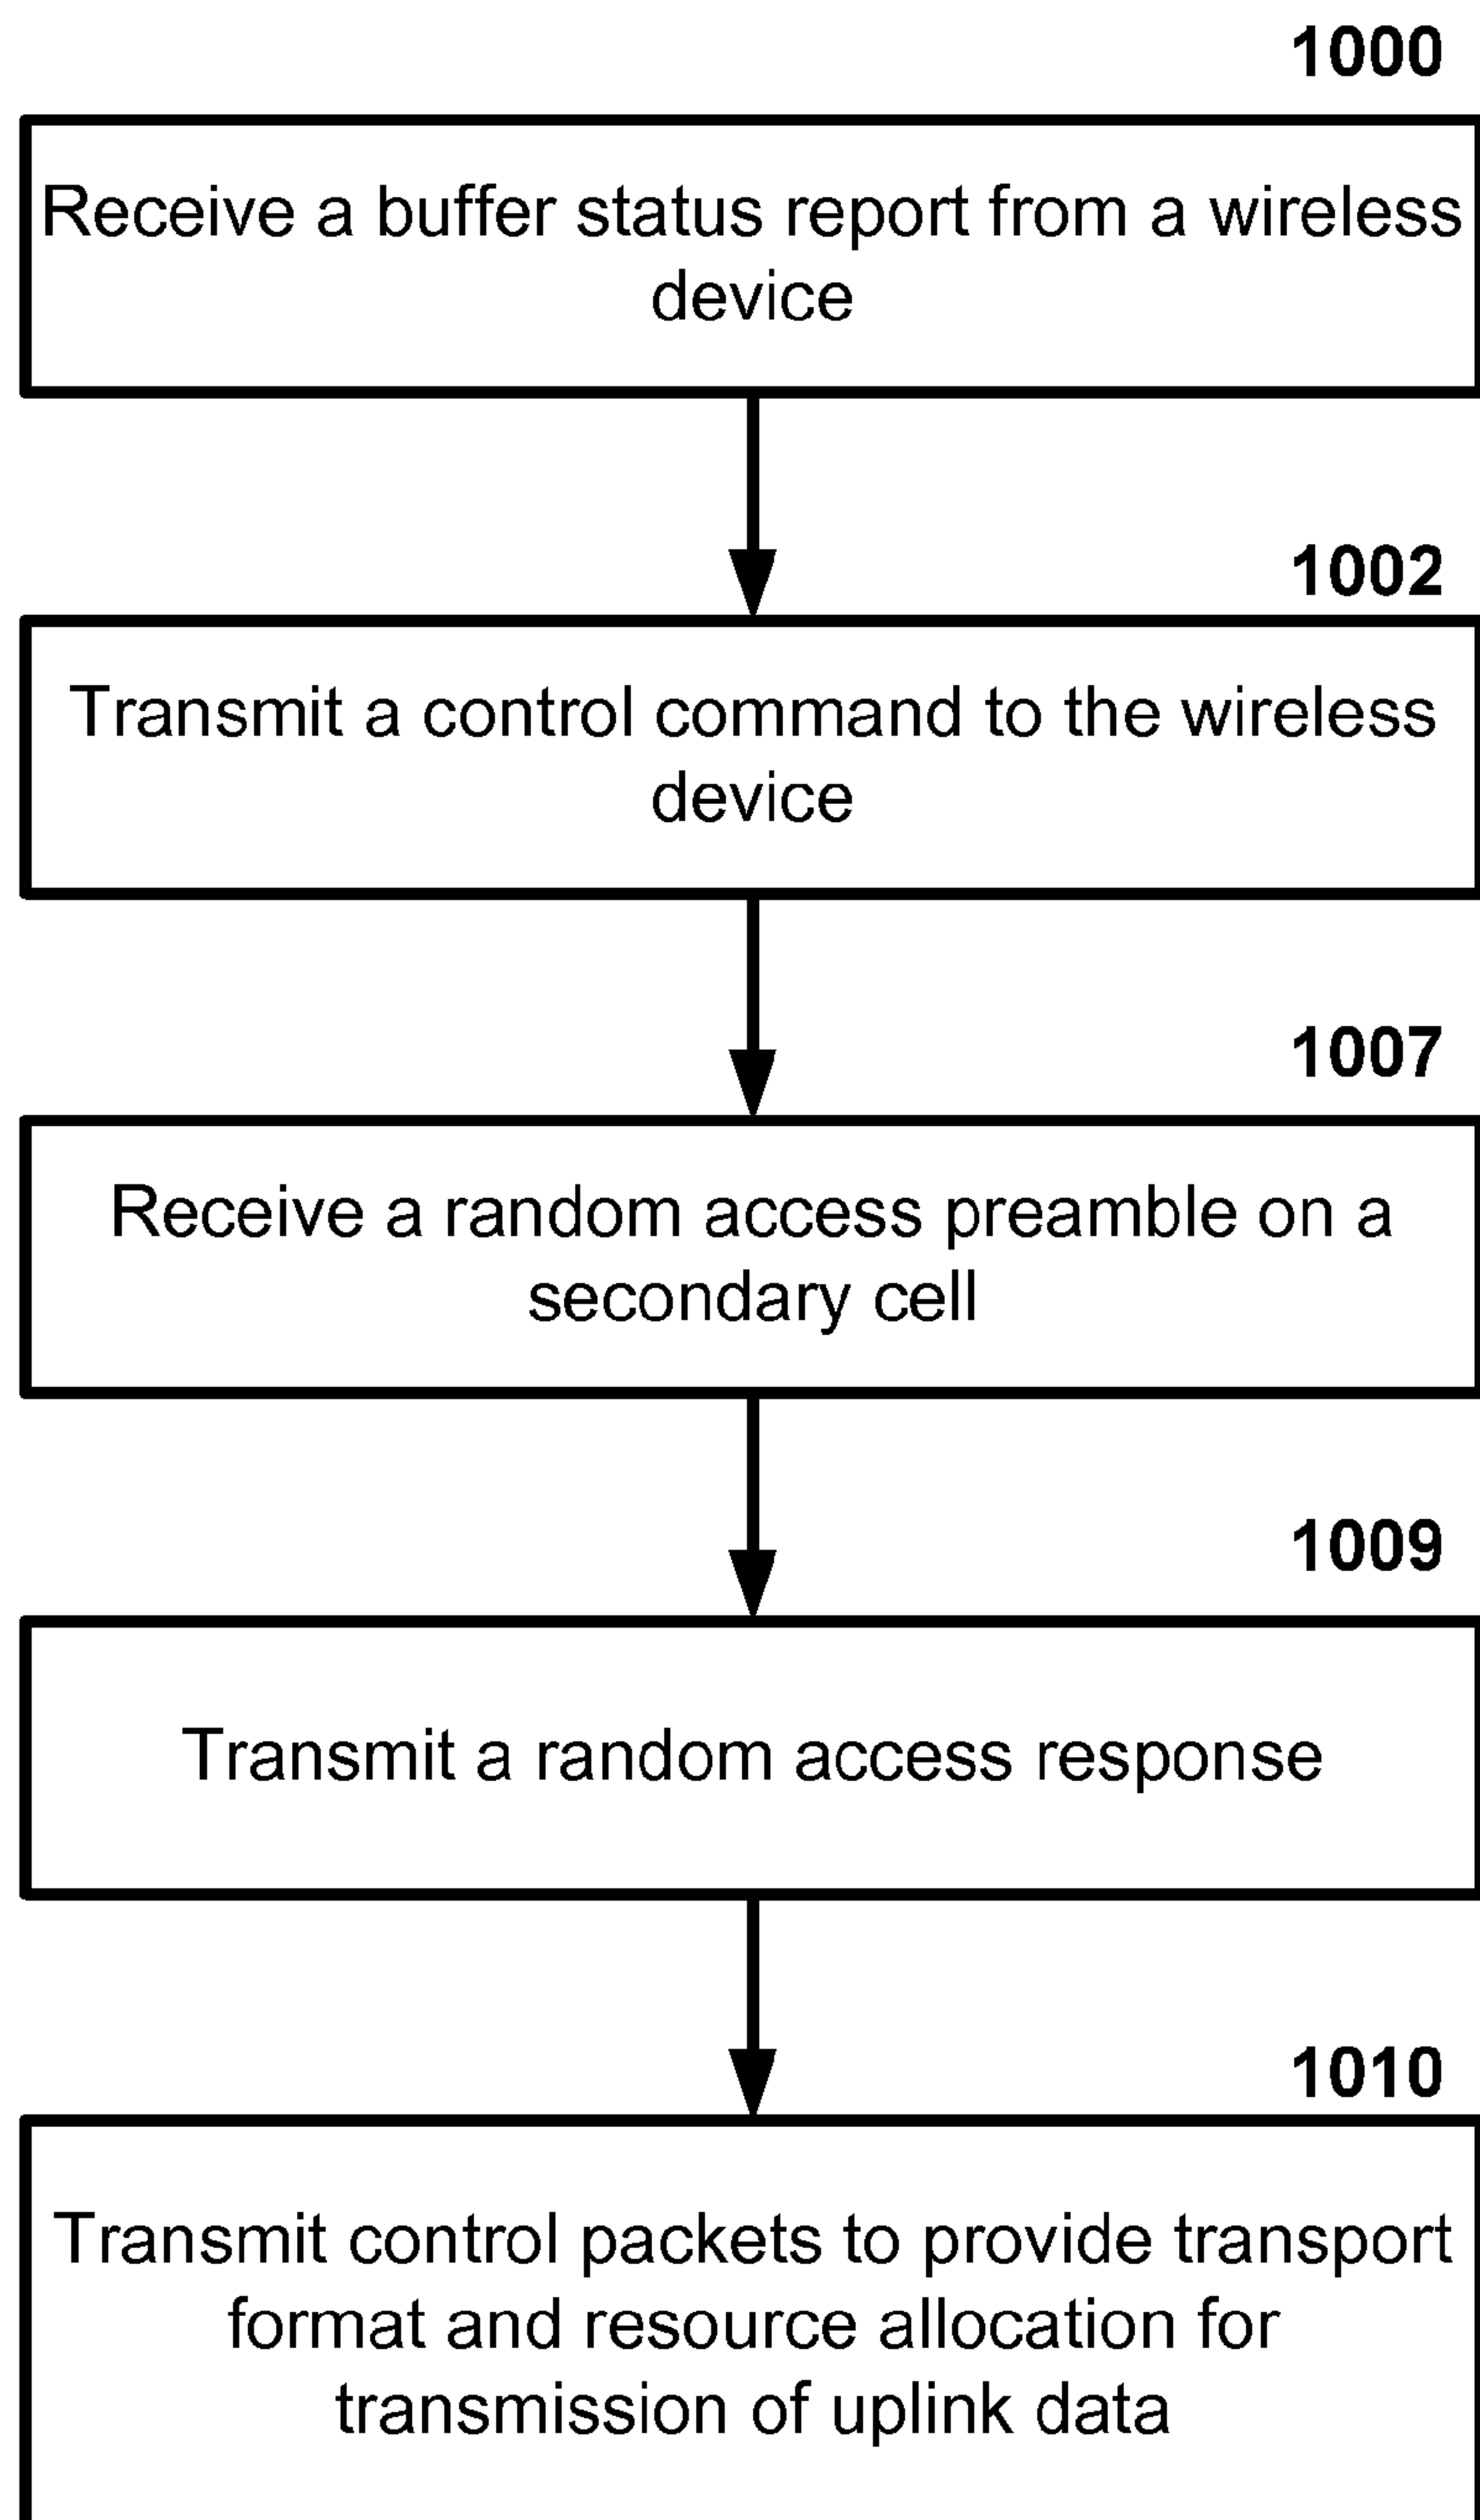 1000
Receive a buffer status report from a wireless
device
1002
Transmit a control command to the wireless
device
1007
Receive a random access preamble on a
secondary cell
1009
Transmit a random access response
1010
Transmit control packets to provide transport
format and resource allocation for
transmission of uplink data